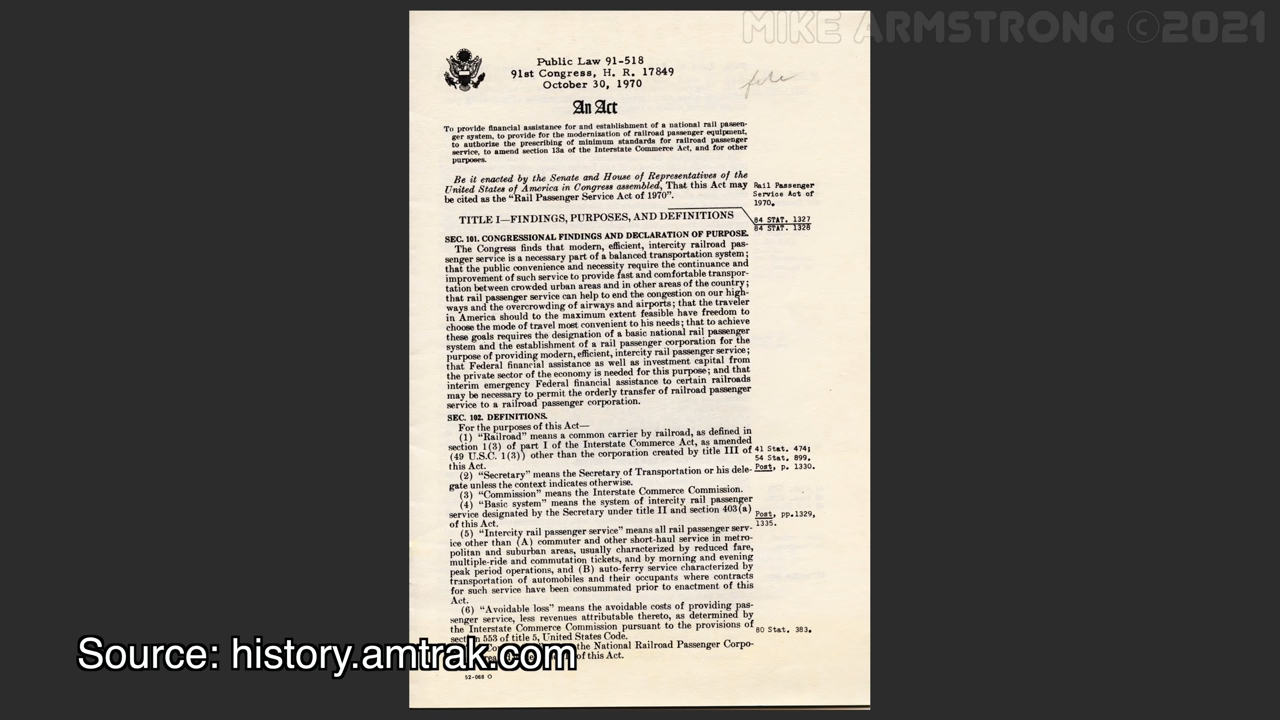 MIKE ARMSTRONG ©2021
Public Law 91-518
91st Congress, H. R. 17849
October 30, 1970
file
An Act
To provide financial assistance for and establishment of a national rail passen-
ger system, to provide for the modernization of railroad passenger equipment,
to authorize the prescribing of minimum standards for railroad passenger
service, to amend section 13a of the Interstate Commerce Act, and for other
purposes.
Be it enacted by the Senate and House of Representatives of the
United States of America in Congress assembled, That this Act may
be cited as the “Rail Passenger Service Act of 1970”.
Rail Passenger
Service Act of
1970.
TITLE I—FINDINGS, PURPOSES, AND DEFINITIONS
84 STAT. 1327
84 STAT. 1328
SEC. 101. CONGRESSIONAL FINDINGS AND DECLARATION OF PURPOSE.
The Congress finds that modern, efficient, intercity railroad pas-
senger service is a necessary part of a balanced transportation system;
that the public convenience and necessity require the continuance and
improvement of such service to provide fast and comfortable transpor-
tation between crowded urban areas and in other areas of the country;
that rail passenger service can help to end the congestion on our high-
ways and the overcrowding of airways and airports; that the traveler
in America should to the maximum extent feasible have freedom to
choose the mode of travel most convenient to his needs; that to achieve
these goals requires the designation of a basic national rail passenger
system and the establishment of a rail passenger corporation for the
purpose of providing modern, efficient, intercity rail passenger service;
that Federal financial assistance as well as investment capital from
the private sector of the economy is needed for this purpose; and that
interim emergency Federal financial assistance to certain railroads
may be necessary to permit the orderly transfer of railroad passenger
service to a railroad passenger corporation.
SEC. 102. DEFINITIONS.
For the purposes of this Act—
(1) “Railroad” means a common carrier by railroad, as defined in
section 1(3) of part I of the Interstate Commerce Act, as amended
(49 U.S.C. 1(3)) other than the corporation created by title III of
this Act.
41 Stat. 474;
54 Stat. 899.
Post, p. 1330.
(2) “Secretary” means the Secretary of Transportation or his dele-
gate unless the context indicates otherwise.
(3) “Commission” means the Interstate Commerce Commission.
(4) “Basic system” means the system of intercity rail passenger
service designated by the Secretary under title II and section 403(a)
of this Act.
Post, pp.1329,
1335.
(5) “Intercity rail passenger service” means all rail passenger serv-
ice other than (A) commuter and other short-haul service in metro-
politan and suburban areas, usually characterized by reduced fare,
multiple-ride and commutation tickets, and by morning and evening
peak period operations, and (B) auto-ferry service characterized by
transportation of automobiles and their occupants where contracts
for such service have been consummated prior to enactment of this
Act.
(6) “Avoidable loss” means the avoidable costs of providing pas-
senger service, less revenues attributable thereto, as determined by
the Interstate Commerce Commission pursuant to the provisions of
section 553 of title 5, United States Code.
80 Stat. 383.
the National Railroad Passenger Corpo-
of this Act.
Source: history.amtrak.com
52-068 O